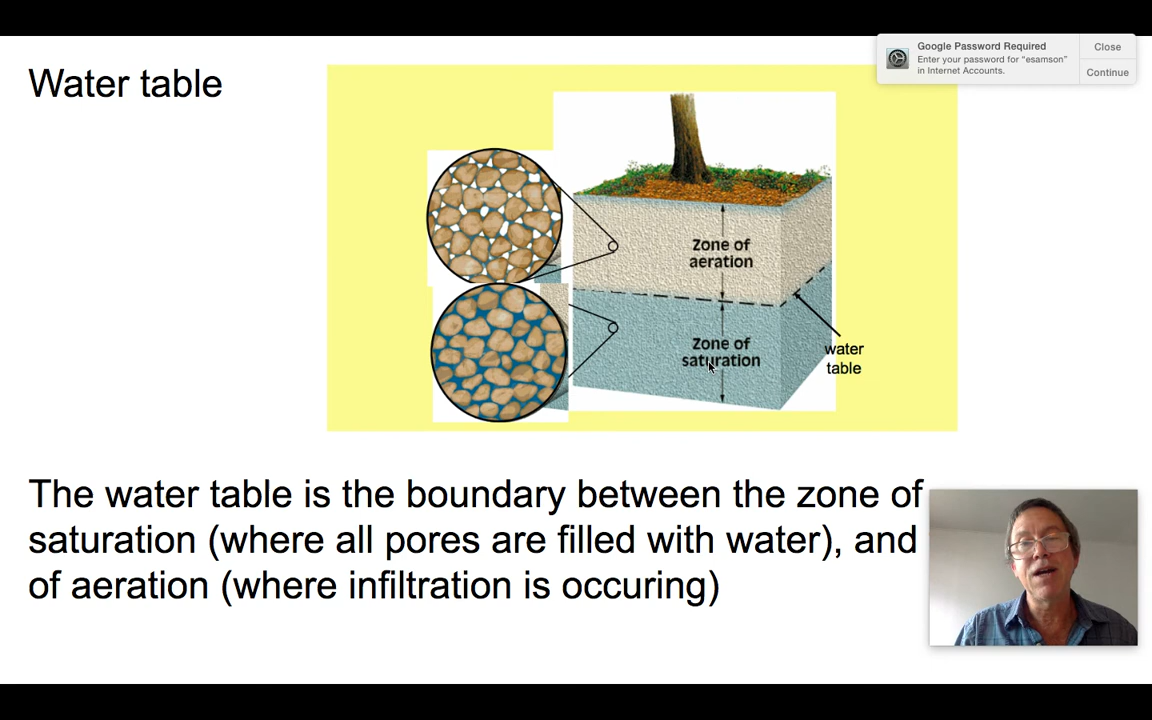 Google Password Required
Close
Enter your password for “esamson”
in Internet Accounts.
Continue
Water table
Zone of
aeration
Zone of
saturation
water
table
The water table is the boundary between the zone of
saturation (where all pores are filled with water), and
of aeration (where infiltration is occuring)